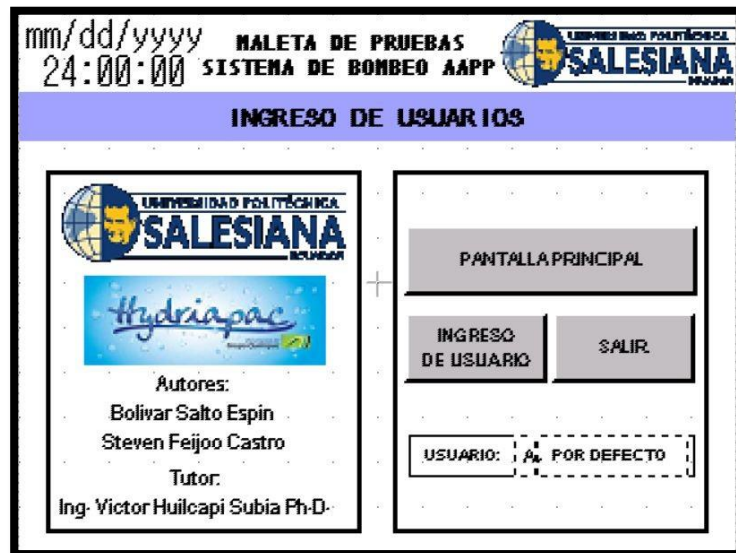 mm/dd/yyyy
24:00:00
MALETA DE PRUEBAS
SISTEMA DE BOMBEO AAPP
UNIVERSIDAD POLITÉCNICA
SALESIANA
ECUADOR
INGRESO DE USUARIOS
UNIVERSIDAD POLITÉCNICA
SALESIANA
ECUADOR
Hydriapac
Autores:
Bolivar Salto Espin
Steven Feijoo Castro
Tutor:
Ing. Victor Huilcapi Subia Ph-D.
PANTALLA PRINCIPAL
INGRESO
DE USUARIO
SALIR
USUARIO: A POR DEFECTO